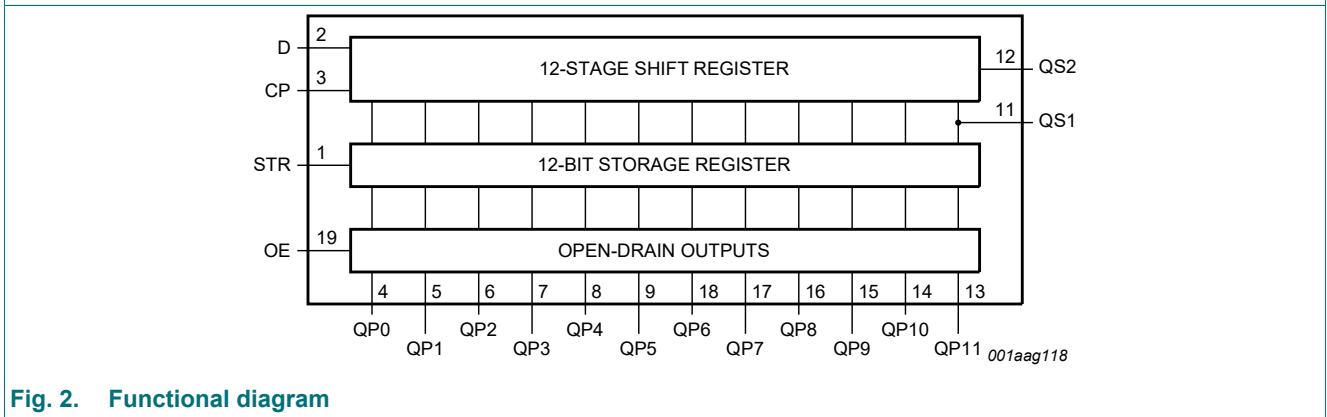 2
D
12-STAGE SHIFT REGISTER
12
QS2
3
CP
11
QS1
1
STR
12-BIT STORAGE REGISTER
19
OE
OPEN-DRAIN OUTPUTS
4 5 6 7 8 9 18 17 16 15 14 13
QP0 QP2 QP4 QP6 QP8 QP10
QP1 QP3 QP5 QP7 QP9 QP11 001aag118
Fig. 2. Functional diagram